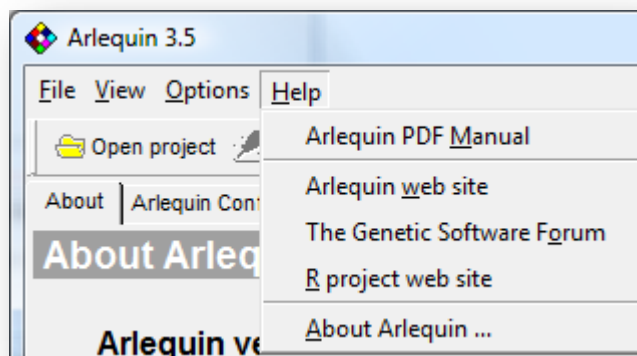 Arlequin 3.5
File View Options Help
Open project
Arlequin PDF Manual
Arlequin web site
The Genetic Software Forum
R project web site
About Arlequin ...
About
Arlequin Conf
About Arleq
Arlequin ve